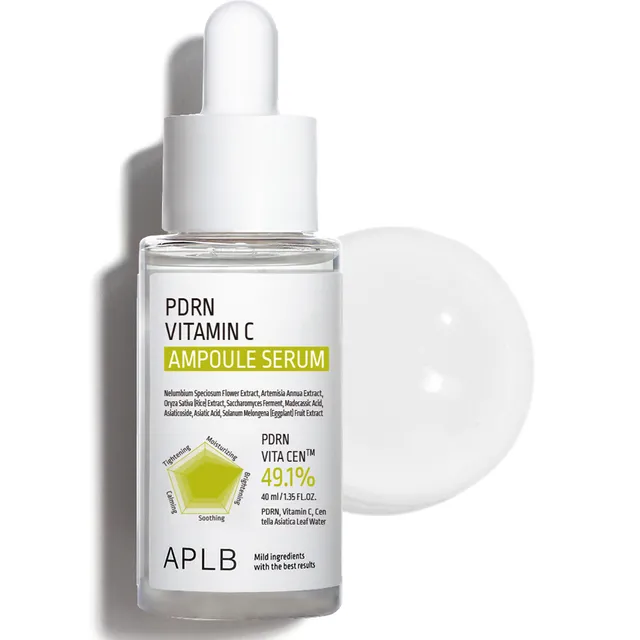 PDRN
VITAMIN C
AMPOULE SERUM
Nelumbium Speciosum Flower Extract, Artemisia Annua Extract,
Oryza Sativa (Rice) Extract, Saccharomyces Ferment, Madecassic Acid,
Asiaticoside, Asiatic Acid, Solanum Melongena (Eggplant) Fruit Extract
Tightening
Moisturizing
Brightening
Soothing
Calming
PDRN
VITA CEN™
49.1%
40 ml / 1.35 FL.OZ.
PDRN, Vitamin C, Cen
tella Asiatica Leaf Water
APLB
Mild ingredients
with the best results